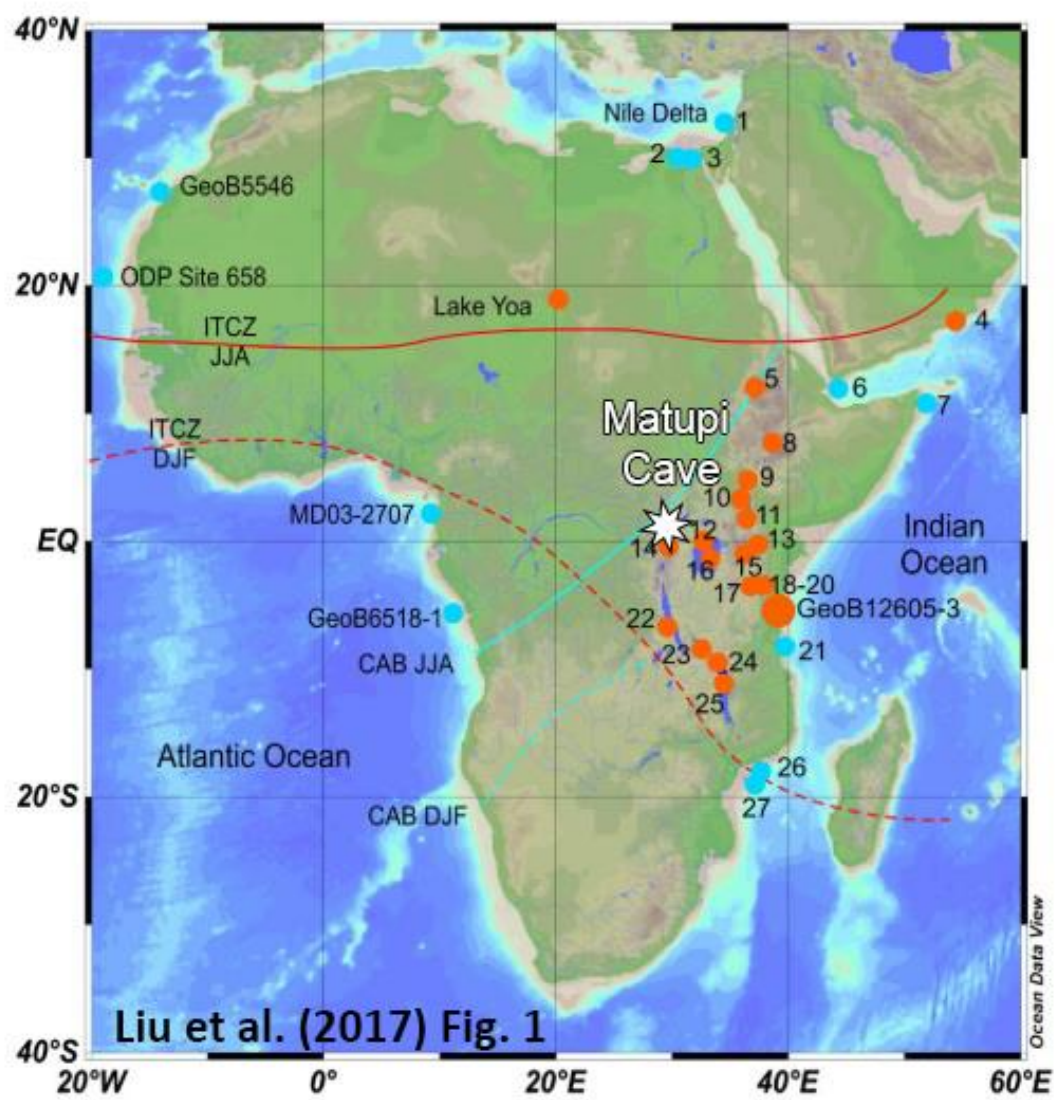 40°N
Nile Delta
1
2
3
GeoB5546
20°N
ODP Site 658
Lake Yoa
ITCZ
JJA
4
5
6
7
ITCZ
DJF
Matupi
Cave
8
9
10
11
MD03-2707
EQ
12
13
14
15
16
Indian
Ocean
17
18-20
GeoB12605-3
GeoB6518-1
22
21
CAB JJA
23
24
25
Atlantic Ocean
26
27
20°S
CAB DJF
Liu et al. (2017) Fig. 1
Ocean Data View
40°S
20°W
0°
20°E
40°E
60°E